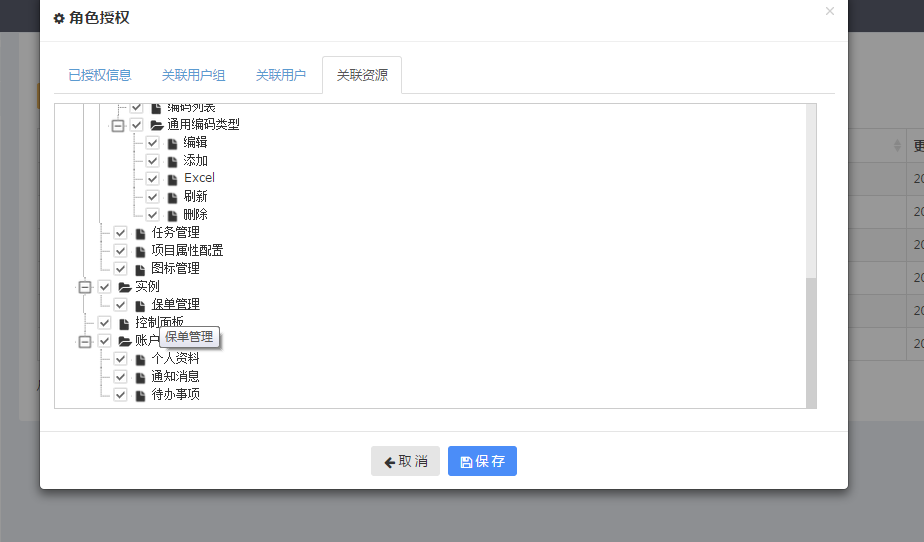 角色授权
×
已授权信息 关联用户组 关联用户 关联资源
编码列表
通用编码类型
编辑
添加
Excel
刷新
删除
任务管理
项目属性配置
图标管理
实例
保单管理
控制面板
保单管理
账户
个人资料
通知消息
待办事项
取消 保存
更
20
20
20
20
20
20